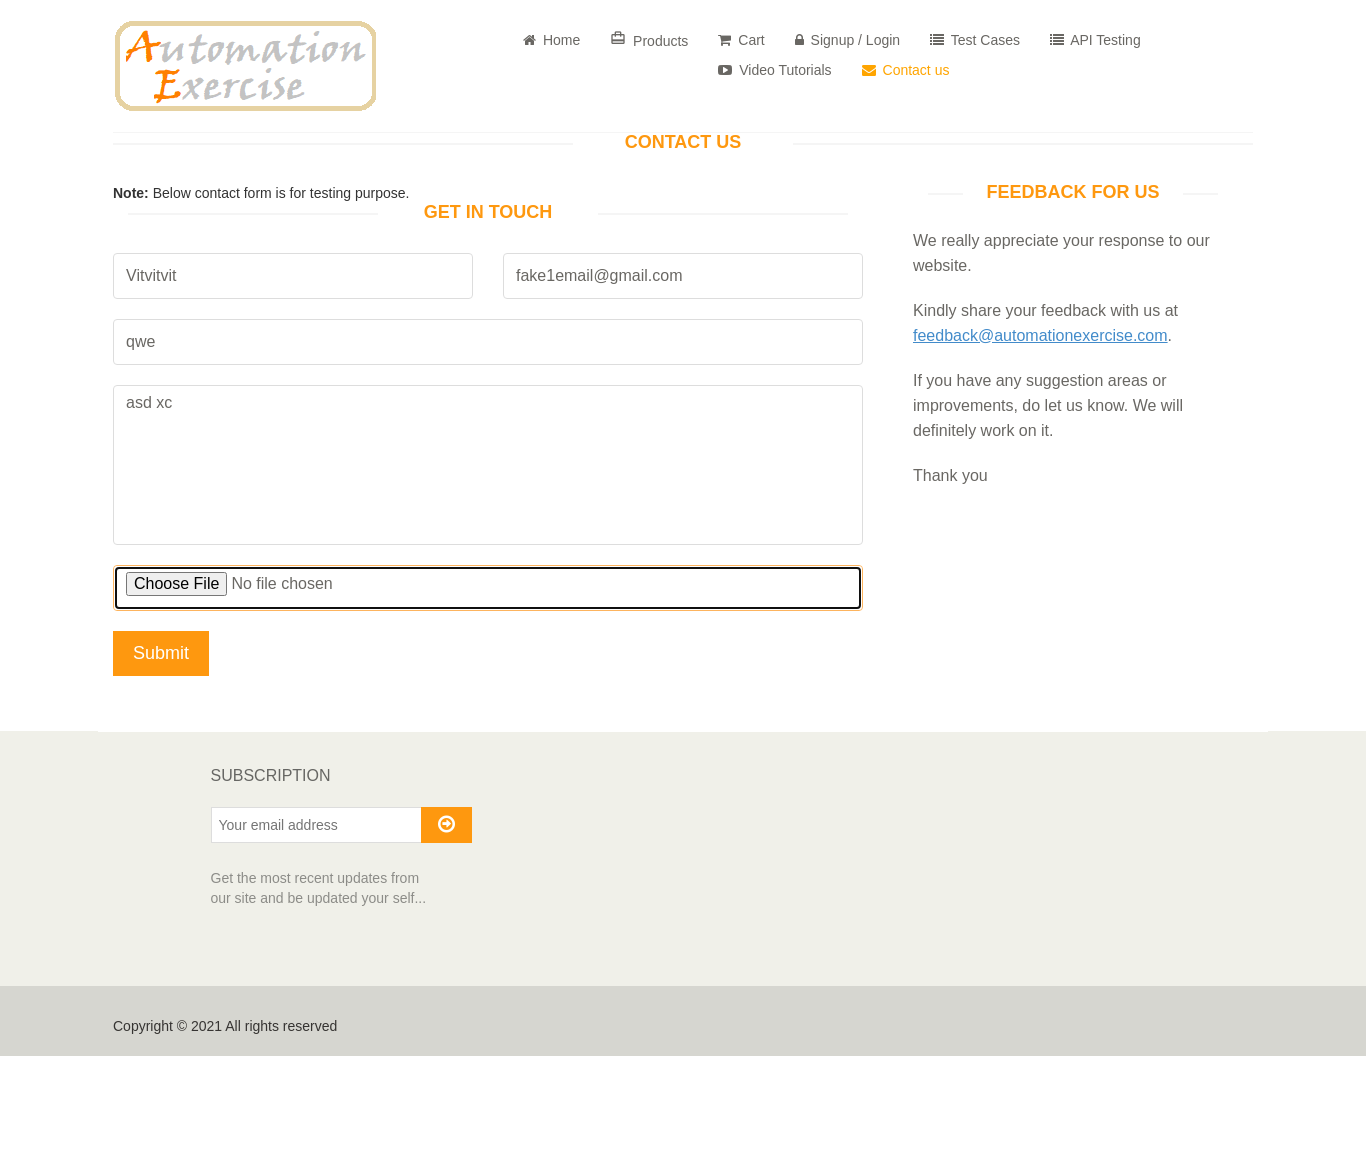 Automation
Exercise
Home
Products
Cart
Signup / Login
Test Cases
API Testing
Video Tutorials
Contact us
CONTACT US
Note: Below contact form is for testing purpose.
GET IN TOUCH
Vitvitvit
fake1email@gmail.com
qwe
asd xc
Choose File No file chosen
Submit
FEEDBACK FOR US
We really appreciate your response to our
website.
Kindly share your feedback with us at
feedback@automationexercise.com.
If you have any suggestion areas or
improvements, do let us know. We will
definitely work on it.
Thank you
SUBSCRIPTION
Your email address
Get the most recent updates from
our site and be updated your self...
Copyright © 2021 All rights reserved